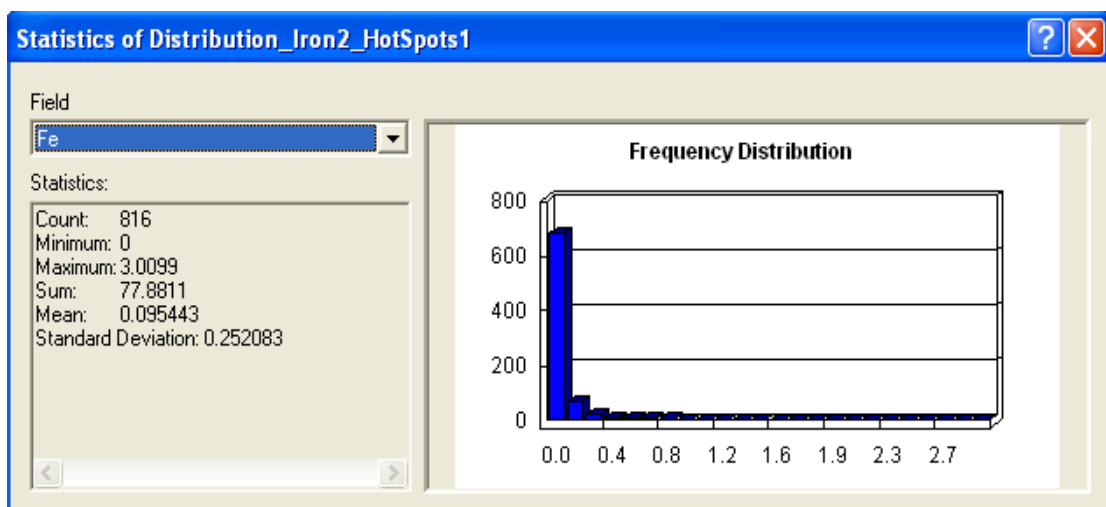 Statistics of Distribution_Iron2_HotSpots1
Field
Fe
Statistics:
Count: 816
Minimum: 0
Maximum: 3.0099
Sum: 77.8811
Mean: 0.095443
Standard Deviation: 0.252083
Frequency Distribution
800
600
400
200
0
0.0 0.4 0.8 1.2 1.6 1.9 2.3 2.7